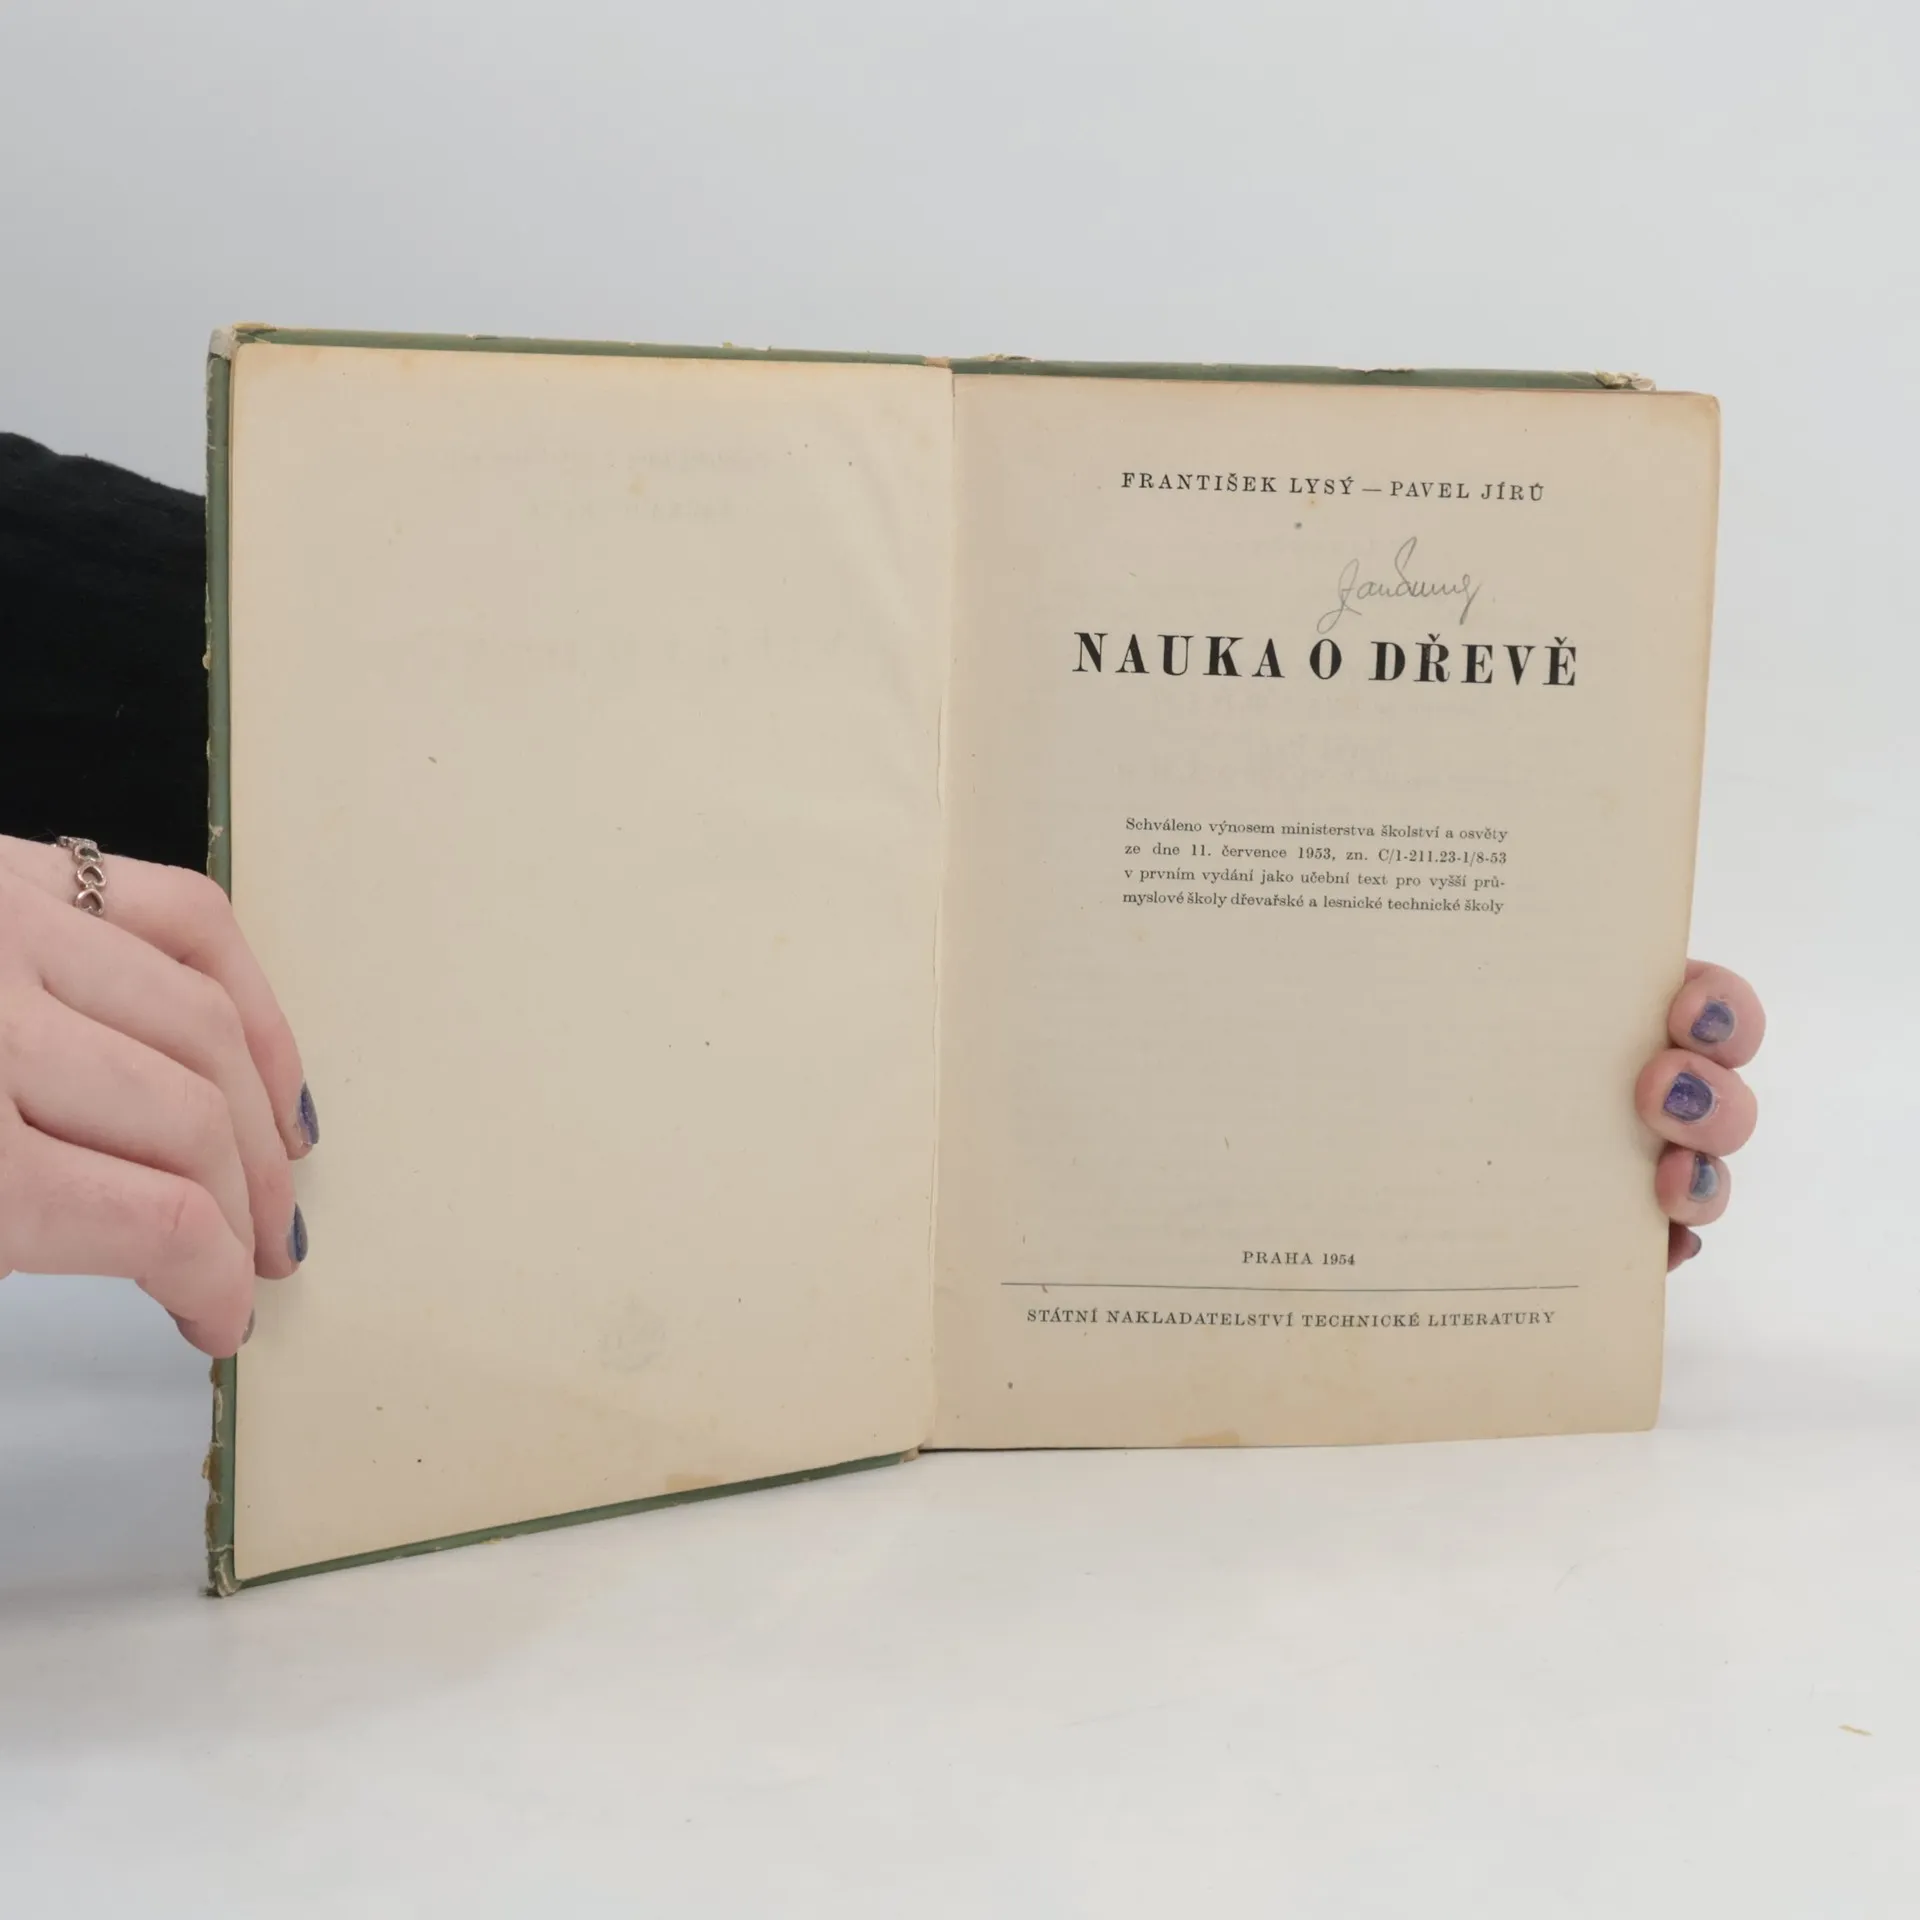 FRANTIŠEK LYSÝ — PAVEL JÍRŮ
NAUKA O DŘEVĚ
Schváleno výnosem ministerstva školství a osvěty
ze dne 11. července 1953, zn. C/1-211.23-1/8-53
v prvním vydání jako učební text pro vyšší prů-
myslové školy dřevařské a lesnické technické školy
PRAHA 1954
STÁTNÍ NAKLADATELSTVÍ TECHNICKÉ LITERATURY